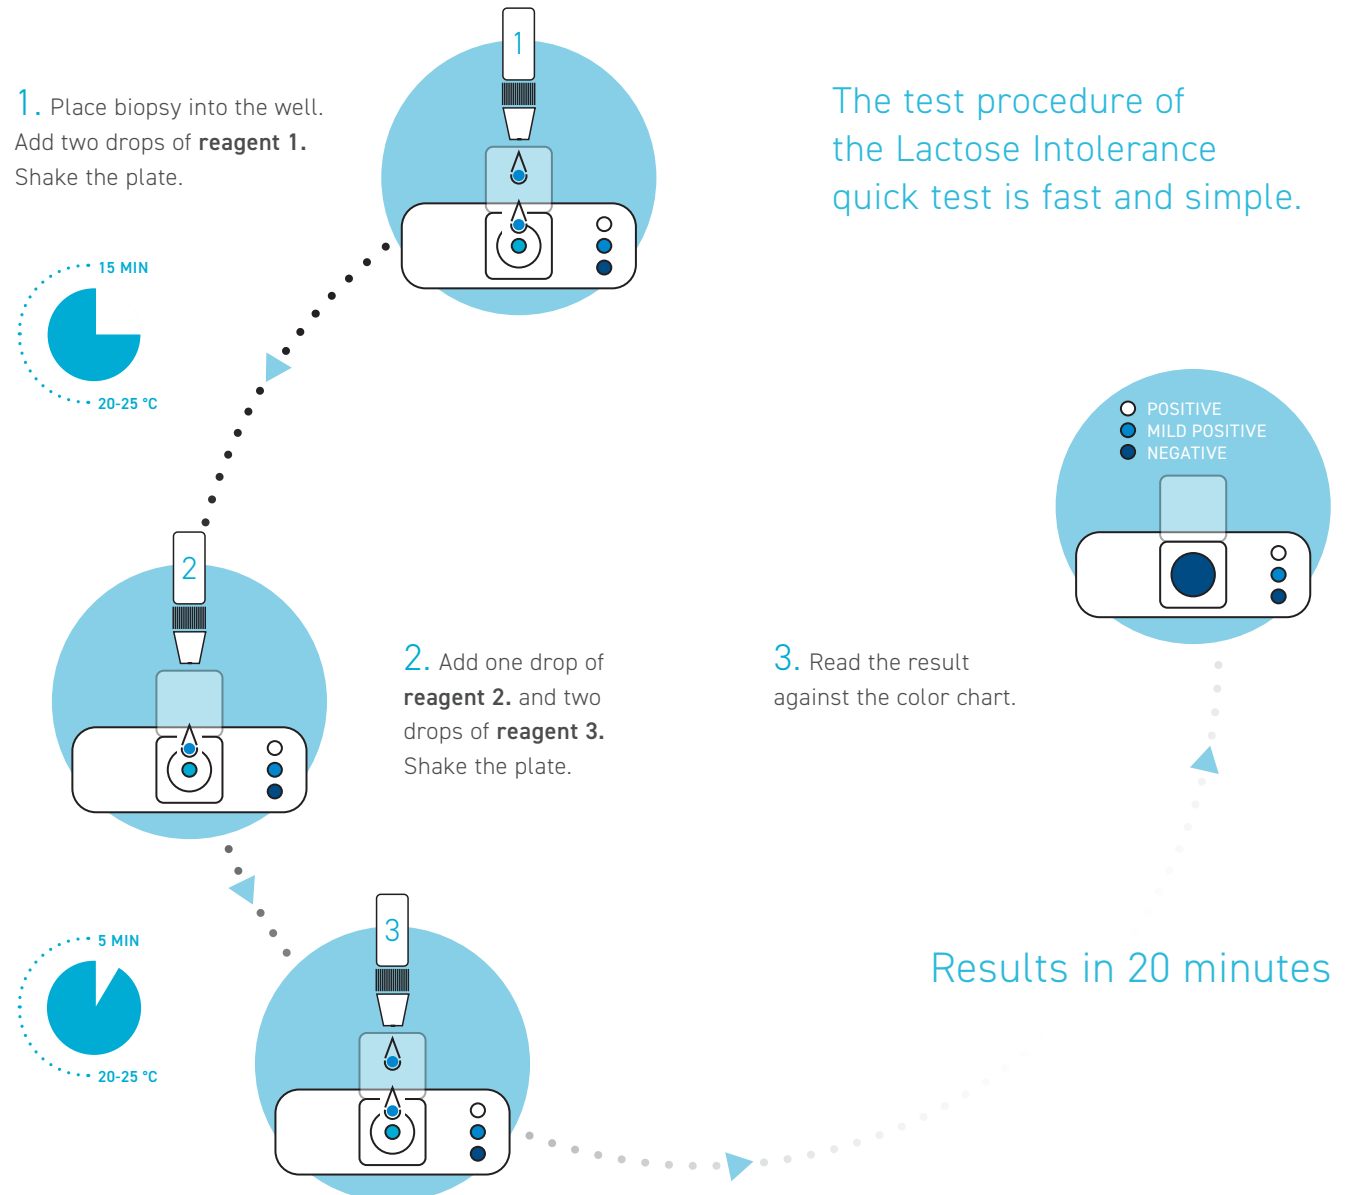 1
1. Place biopsy into the well.
Add two drops of reagent 1.
Shake the plate.
The test procedure of
the Lactose Intolerance
quick test is fast and simple.
15 MIN
20-25 °C
2
2. Add one drop of
reagent 2. and two
drops of reagent 3.
Shake the plate.
5 MIN
20-25 °C
3
POSITIVE
MILD POSITIVE
NEGATIVE
3. Read the result
against the color chart.
Results in 20 minutes